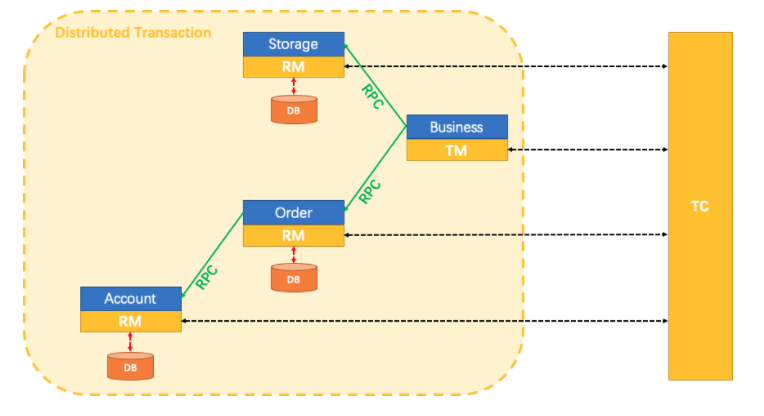 Distributed Transaction
Storage
RM
DB
RPC
Business
TM
RPC
Order
RM
DB
RPC
Account
RM
DB
TC